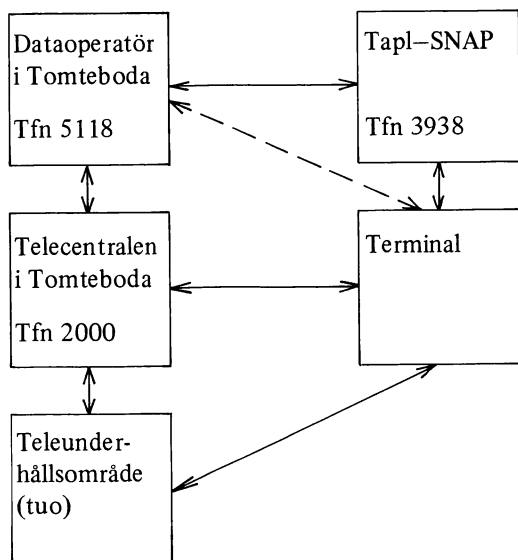 Dataoperatör
i Tomteboda
Tfn 5118
Tapl–SNAP
Tfn 3938
Telecentralen
i Tomteboda
Tfn 2000
Terminal
Teleunder-
hållsområde
(tuo)